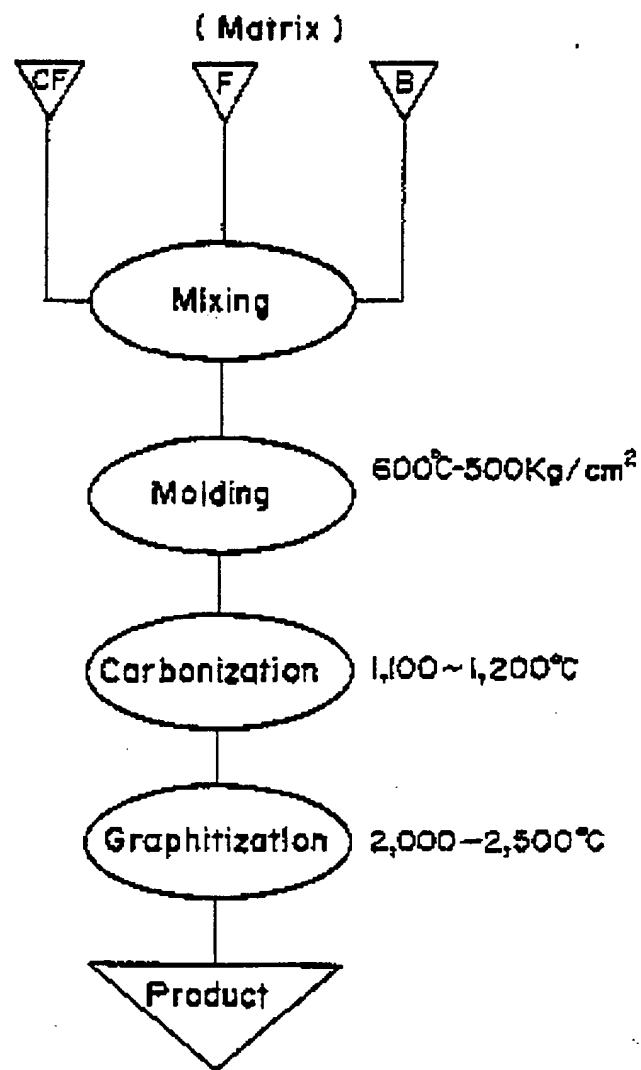 ( Matrix )
CF F B
Mixing
Molding 600°C-500Kg/cm²
Carbonization 1,100~1,200°C
Graphitization 2,000-2,500°C
Product